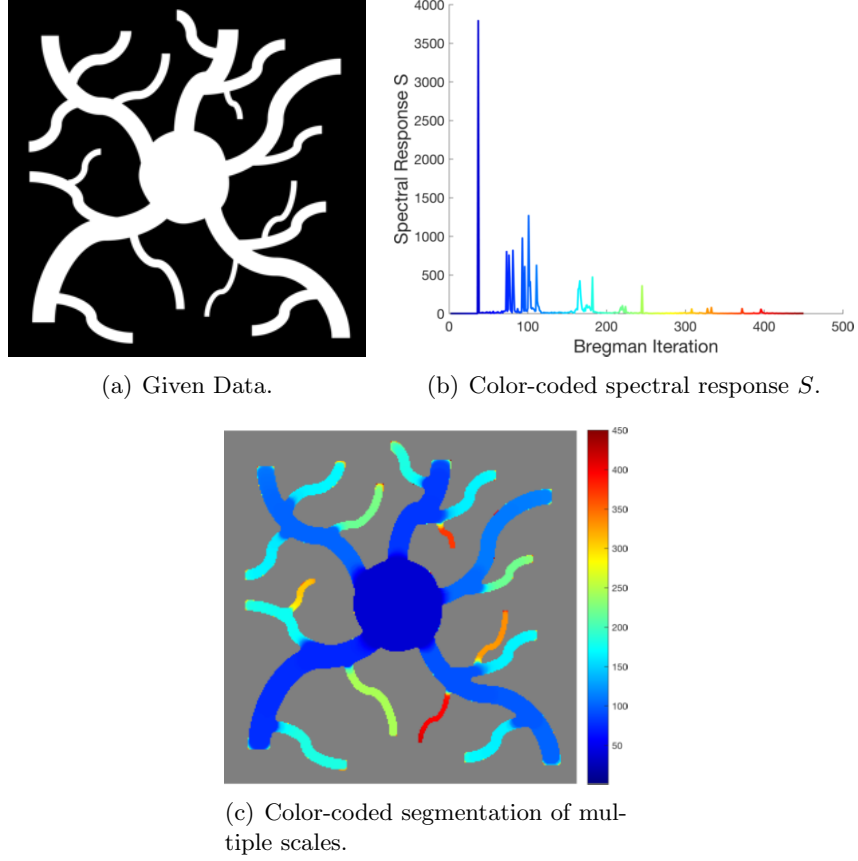 4000
3500
3000
2500
2000
1500
1000
500
0
Spectral Response S
0 100 200 300 400 500
Bregman Iteration
(a) Given Data.
(b) Color-coded spectral response S.
450
400
350
300
250
200
150
100
50
(c) Color-coded segmentation of mul-
tiple scales.